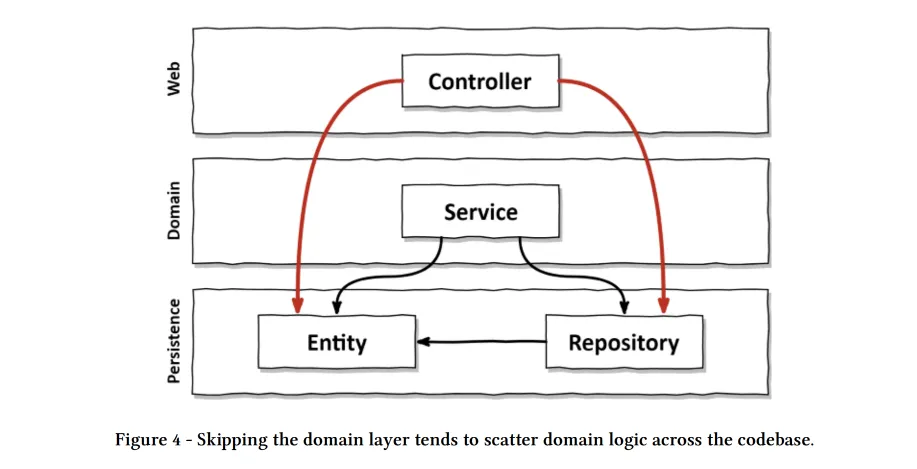 Web
Controller
Domain
Service
Persistence
Entity
Repository
Figure 4 - Skipping the domain layer tends to scatter domain logic across the codebase.